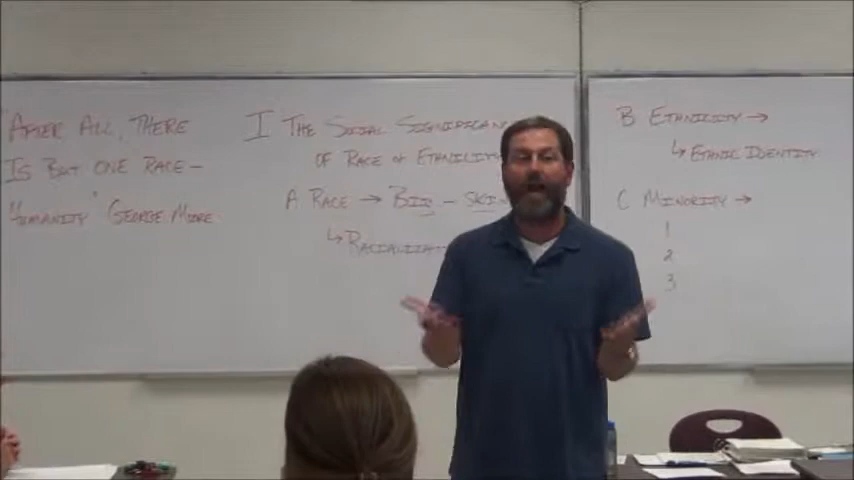 "After All, There
Is But One Race -
Humanity" George Moore
I The Social Significance
of Race & Ethnicity
A Race → Bio - Skin
↳ Racializa
B Ethnicity →
↳ Ethnic Identity
C Minority →
1
2
3